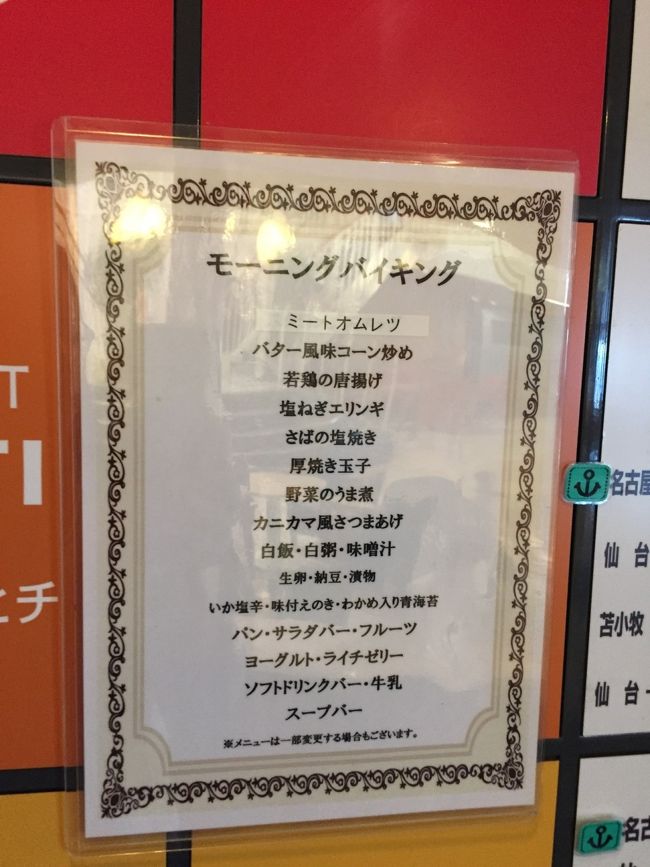 モーニングバイキング
ミートオムレツ
バター風味コーン炒め
若鶏の唐揚げ
塩ねぎエリンギ
さばの塩焼き
厚焼き玉子
野菜のうま煮
カニカマ風さつまあげ
白飯・白粥・味噌汁
生卵・納豆・漬物
いか塩辛・味付えのき・わかめ入り青海苔
パン・サラダバー・フルーツ
ヨーグルト・ライチゼリー
ソフトドリンクバー・牛乳
スープバー
※メニューは一部変更する場合もございます。
T
TI
とチ
名古屋
仙台
苫小牧
仙台
名古